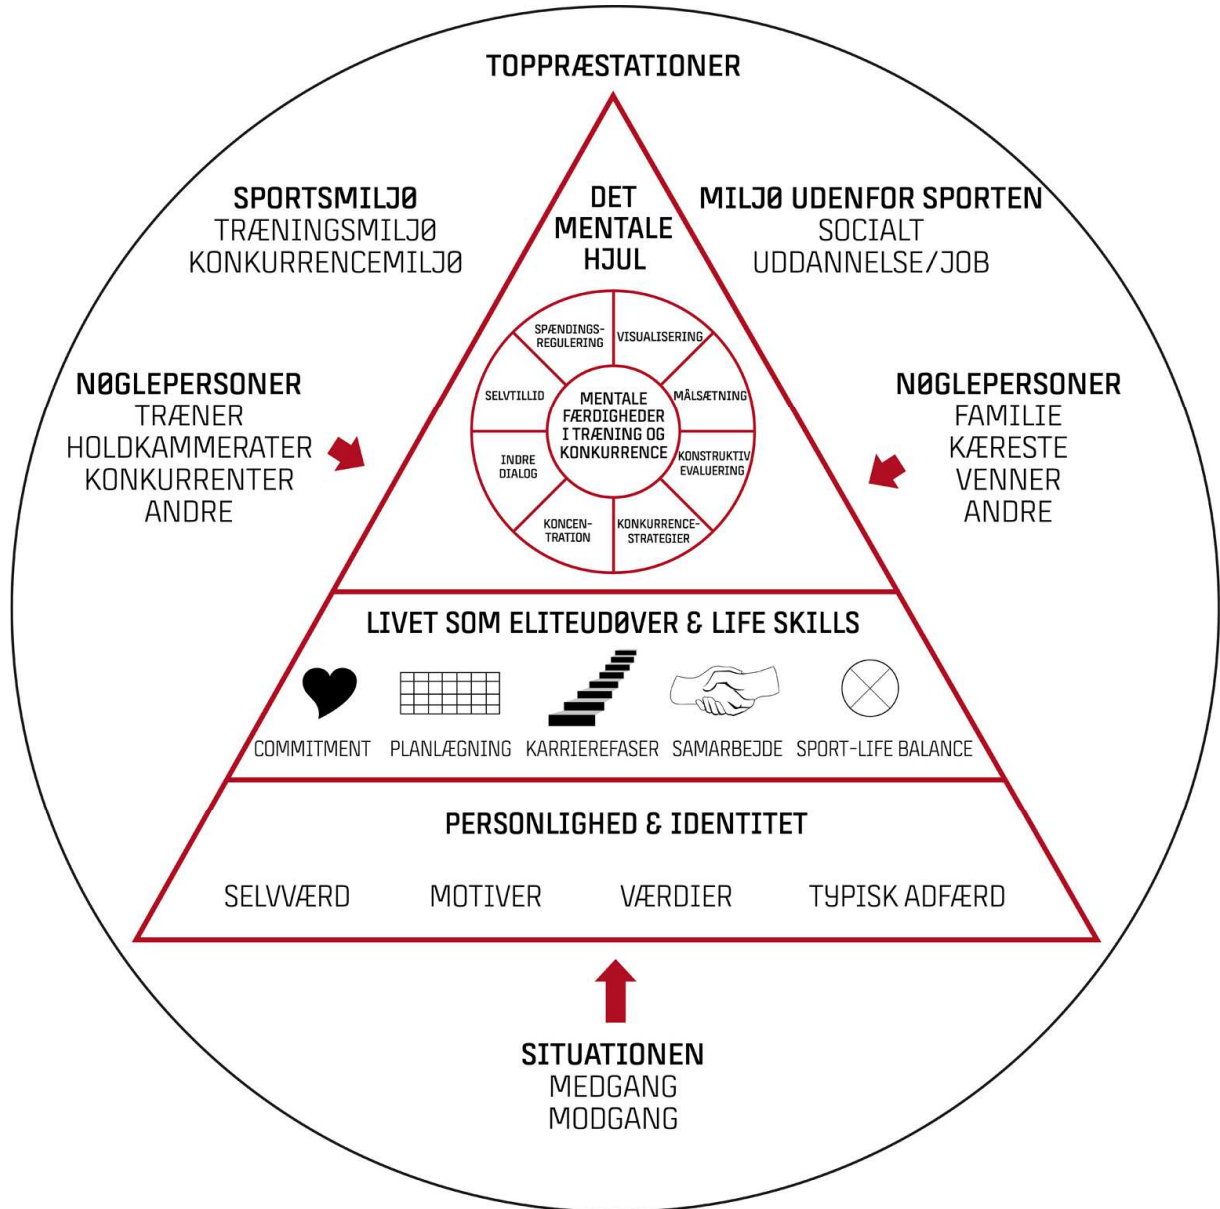 TOPPRÆSTATIONER
SPORTSMILJØ
TRÆNINGSMILJØ
KONKURRENCEMILJØ
DET
MENTALE
HJUL
MILJØ UDENFOR SPORTEN
SOCIALT
UDDANNELSE/JOB
NØGLEPERSONER
TRÆNER
HOLDKAMMERATER
KONKURRENTER
ANDRE
SPÆNDINGS-
REGULERING
VISUALISERING
SELVTILLID
MÅLSÆTNING
MENTALE
FÆRDIGHEDER
I TRÆNING OG
KONKURRENCE
INDRE
DIALOG
KONSTRUKTIV
EVALUERING
KONCEN-
TRATION
KONKURRENCE-
STRATEGIER
NØGLEPERSONER
FAMILIE
KÆRESTE
VENNER
ANDRE
LIVET SOM ELITEUDØVER & LIFE SKILLS
COMMITMENT
PLANLÆGNING
KARRIEREFASER
SAMARBEJDE
SPORT-LIFE BALANCE
PERSONLIGHED & IDENTITET
SELVVÆRD
MOTIVER
VÆRDIER
TYPISK ADFÆRD
SITUATIONEN
MEDGANG
MODGANG